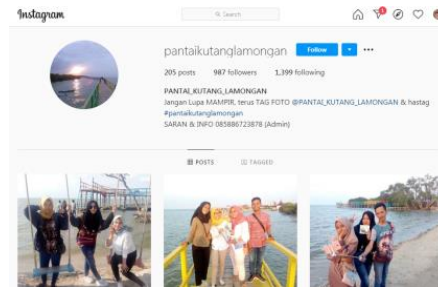 Instagram
Search
pantaikutanglamongan Follow
205 posts 987 followers 1,399 following
PANTAI_KUTANG_LAMONGAN
Jangan Lupa MAMPIR, terus TAG FOTO @PANTAI_KUTANG_LAMONGAN & hastag
#pantaikutanglamongan
SARAN & INFO 085886723878 (Admin)
POSTS TAGGED